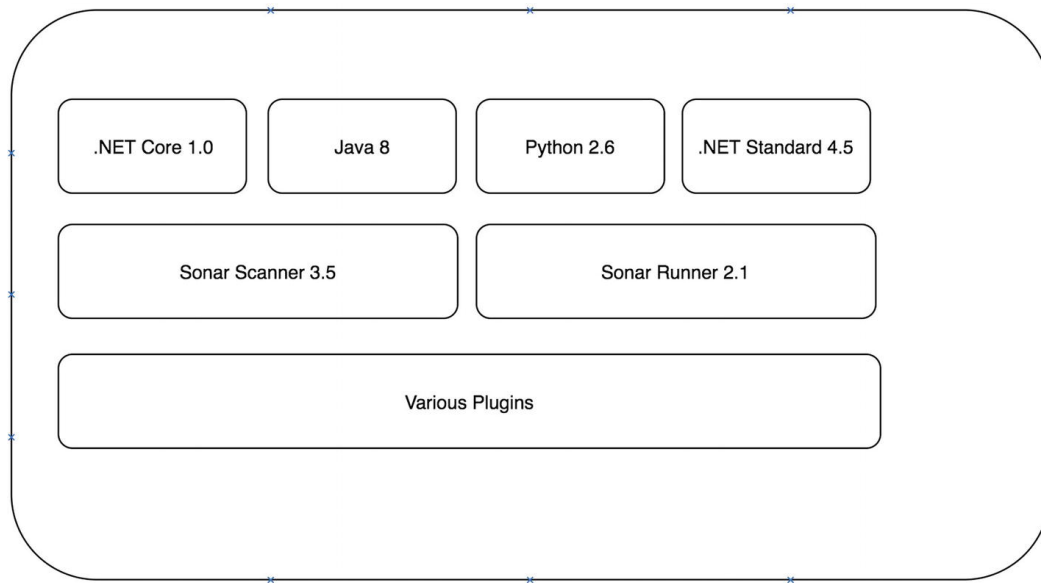 .NET Core 1.0
Java 8
Python 2.6
.NET Standard 4.5
Sonar Scanner 3.5
Sonar Runner 2.1
Various Plugins